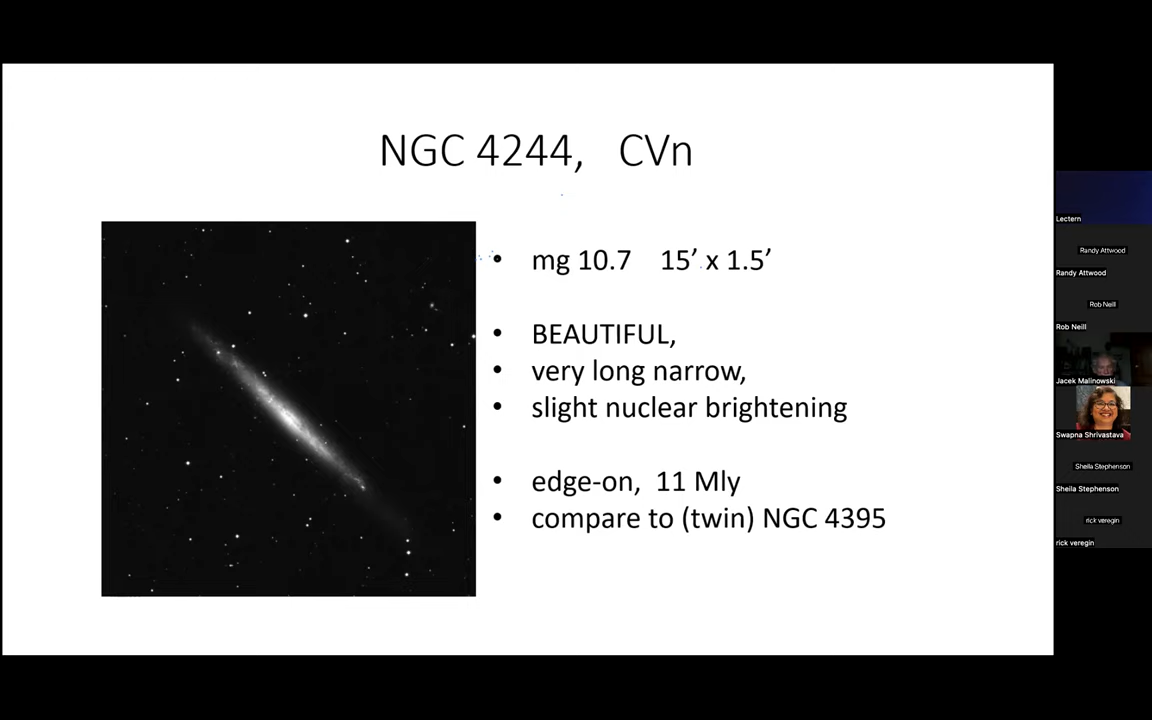 NGC 4244, CVn
• mg 10.7 15’ x 1.5’
• BEAUTIFUL,
• very long narrow,
• slight nuclear brightening
• edge-on, 11 Mly
• compare to (twin) NGC 4395
Lectern
Randy Attwood
Randy Attwood
Rob Neill
Rob Neill
Jacek Malinowski
Swapna Shrivastava
Sheila Stephenson
Sheila Stephenson
rick veregin
rick veregin